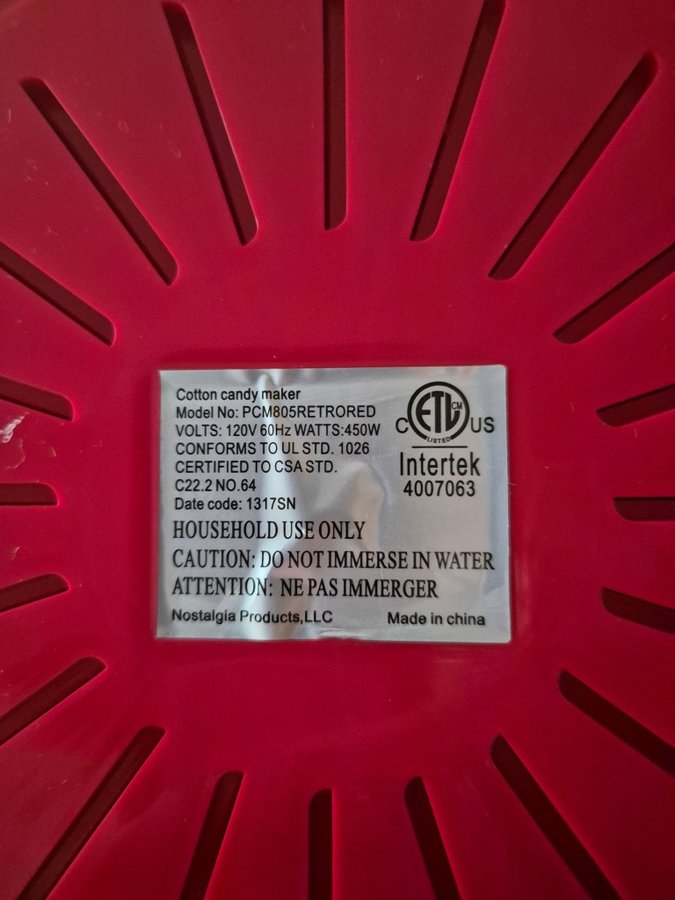 Cotton candy maker
Model No: PCM805RETRORED
VOLTS: 120V 60Hz WATTS:450W
CONFORMS TO UL STD. 1026
CERTIFIED TO CSA STD.
C22.2 NO.64
Date code: 1317SN
C ETL CM US
LISTED
Intertek
4007063
HOUSEHOLD USE ONLY
CAUTION: DO NOT IMMERSE IN WATER
ATTENTION: NE PAS IMMERGER
Nostalgia Products,LLC Made in china